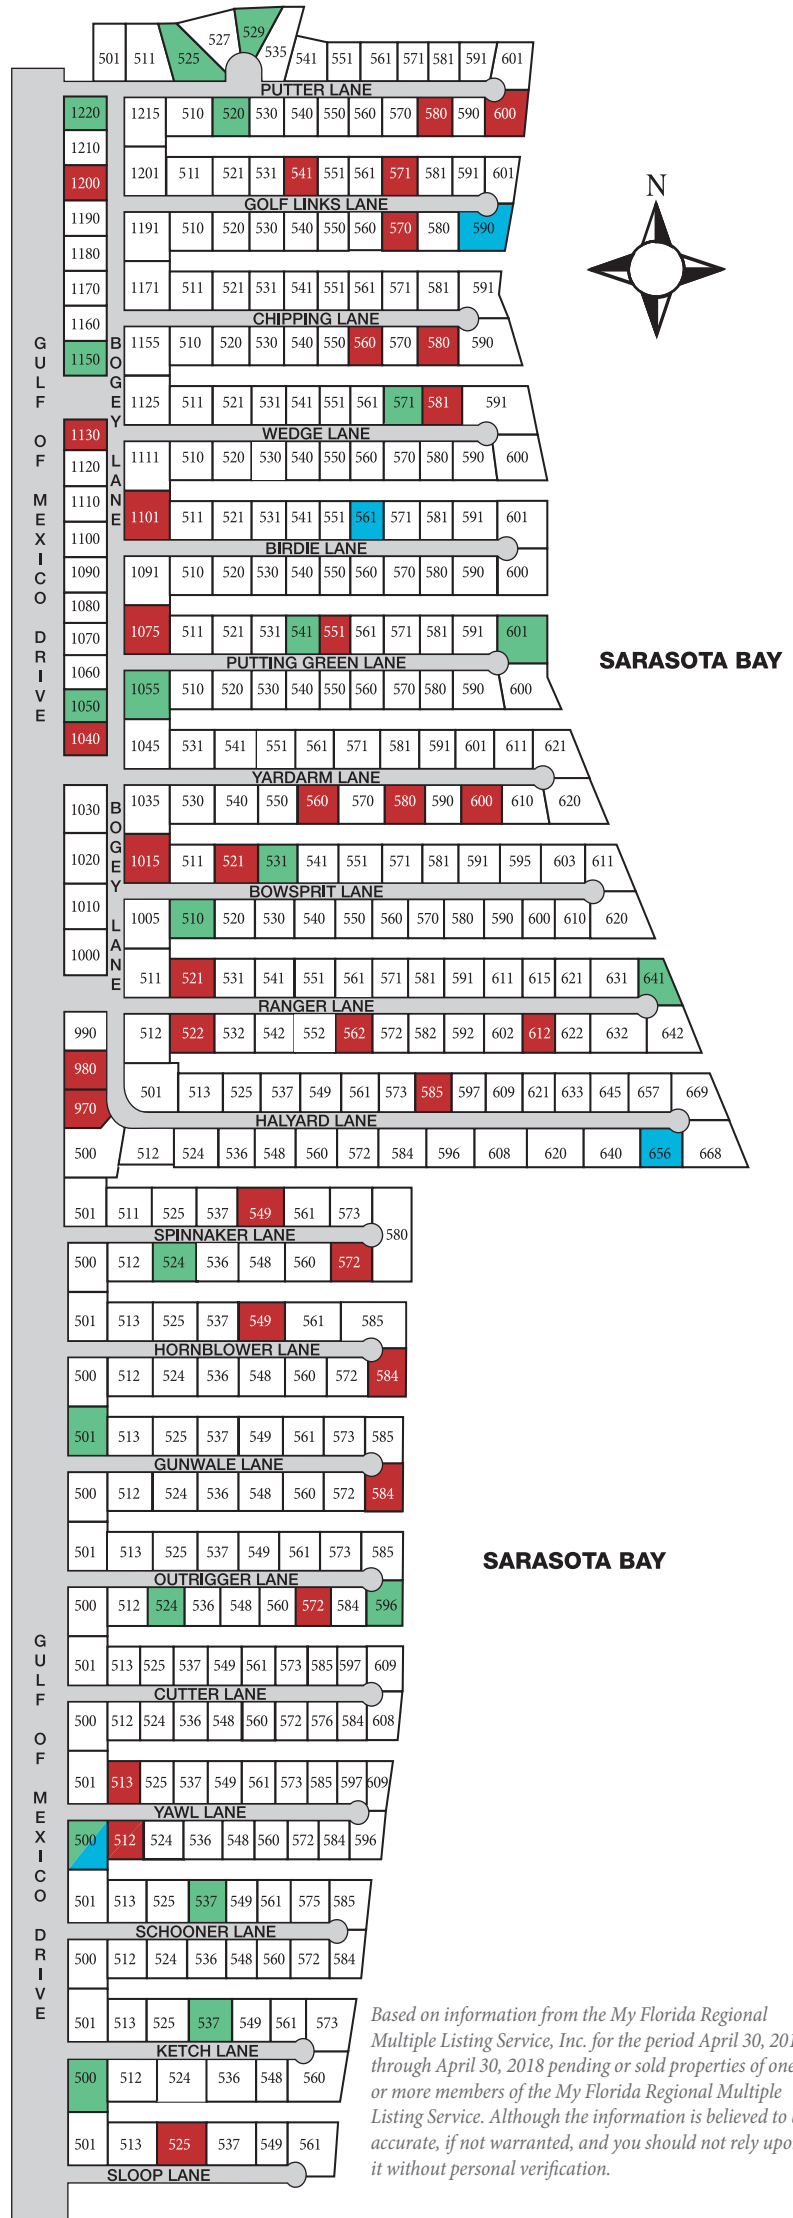 501 511 525 527 529 535 541 551 561 571 581 591 601
PUTTER LANE
1220 1215 510 520 530 540 550 560 570 580 590 600
1210
1200 1201 511 521 531 541 551 561 571 581 591 601
GOLF LINKS LANE
1190 1191 510 520 530 540 550 560 570 580 590
1180
1170 1171 511 521 531 541 551 561 571 581 591
CHIPPING LANE
1160 1155 510 520 530 540 550 560 570 580 590
1150
1125 511 521 531 541 551 561 571 581 591
WEDGE LANE
1130
1120 1111 510 520 530 540 550 560 570 580 590 600
1110 1101 511 521 531 541 551 561 571 581 591 601
1100
BIRDIE LANE
1090 1091 510 520 530 540 550 560 570 580 590 600
1080
1070 1075 511 521 531 541 551 561 571 581 591 601
PUTTING GREEN LANE
1060 1055 510 520 530 540 550 560 570 580 590 600
1050
1040 1045 531 541 551 561 571 581 591 601 611 621
YARDARM LANE
1030 1035 530 540 550 560 570 580 590 600 610 620
1020 1015 511 521 531 541 551 571 581 591 595 603 611
BOWSPRIT LANE
1010 1005 510 520 530 540 550 560 570 580 590 600 610 620
1000
511 521 531 541 551 561 571 581 591 611 615 621 631 641
RANGER LANE
990 512 522 532 542 552 562 572 582 592 602 612 622 632 642
980
970 501 513 525 537 549 561 573 585 597 609 621 633 645 657 669
HALYARD LANE
500 512 524 536 548 560 572 584 596 608 620 640 656 668
501 511 525 537 549 561 573 580
SPINNAKER LANE
500 512 524 536 548 560 572
501 513 525 537 549 561 585
HORNBLOWER LANE
500 512 524 536 548 560 572 584
501 513 525 537 549 561 573 585
GUNWALE LANE
500 512 524 536 548 560 572 584
501 513 525 537 549 561 573 585
OUTRIGGER LANE
500 512 524 536 548 560 572 584 596
501 513 525 537 549 561 573 585 597 609
CUTTER LANE
500 512 524 536 548 560 572 576 584 608
501 513 525 537 549 561 573 585 597 609
YAWL LANE
500 512 524 536 548 560 572 584 596
501 513 525 537 549 561 575 585
SCHOONER LANE
500 512 524 536 548 560 572 584
501 513 525 537 549 561 573
KETCH LANE
500 512 524 536 548 560
501 513 525 537 549 561
SLOOP LANE
GULF OF MEXICO DRIVE
BOGEY LANE
BOGEY LANE
GULF OF MEXICO DRIVE
N
SARASOTA BAY
SARASOTA BAY
Based on information from the My Florida Regional
Multiple Listing Service, Inc. for the period April 30,
through April 30, 2018 pending or sold properties of one
or more members of the My Florida Regional Multiple
Listing Service. Although the information is believed to
accurate, if not warranted, and you should not rely
it without personal verification.